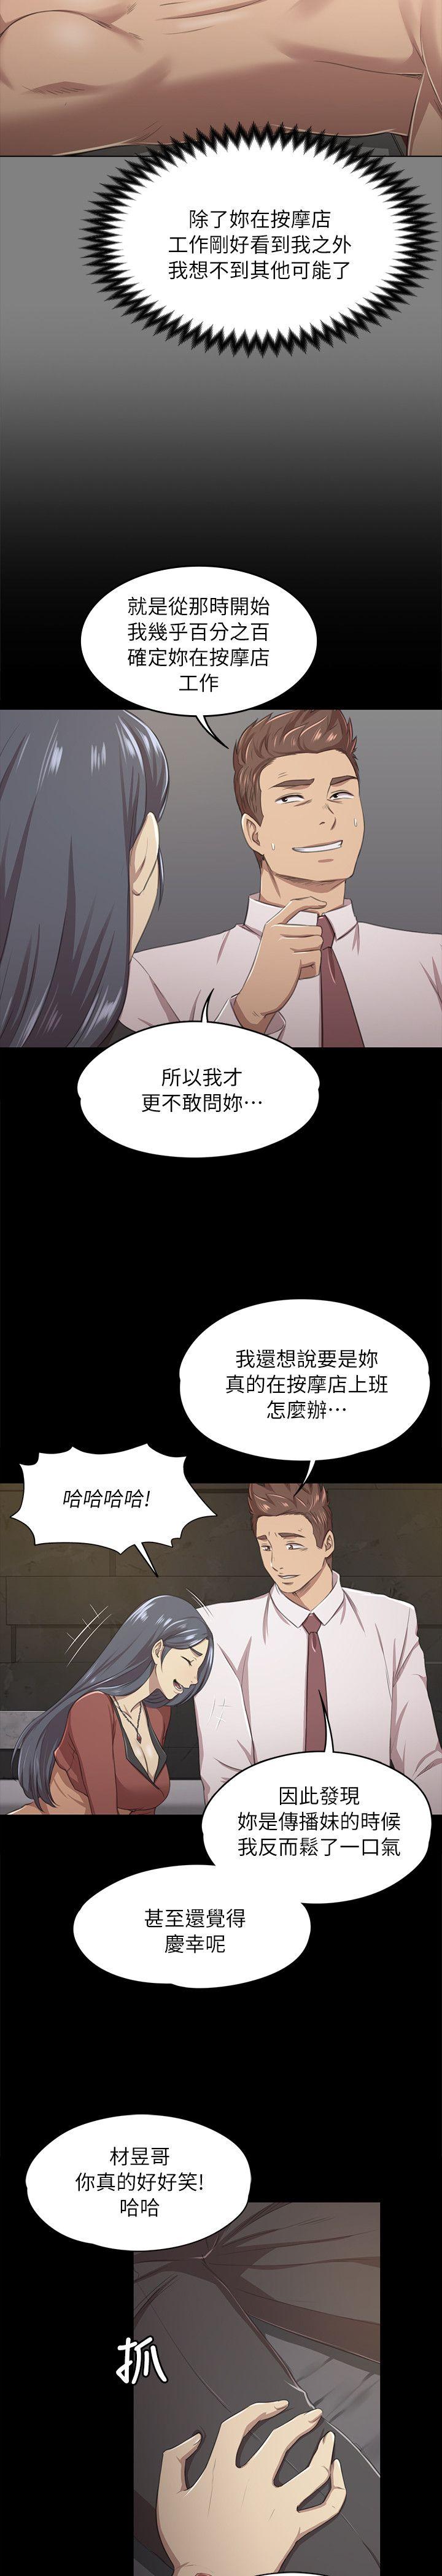 除了妳在按摩店
工作剛好看到我之外
我想不到其他可能了
就是從那時開始
我幾乎百分之百
確定妳在按摩店
工作
所以我才
更不敢問妳…
我還想說要是妳
真的在按摩店上班
怎麼辦…
哈哈哈哈!
因此發現
妳是傳播妹的時候
我反而鬆了一口氣
甚至還覺得
慶幸呢
材昱哥
你真的好好笑!
哈哈
抓